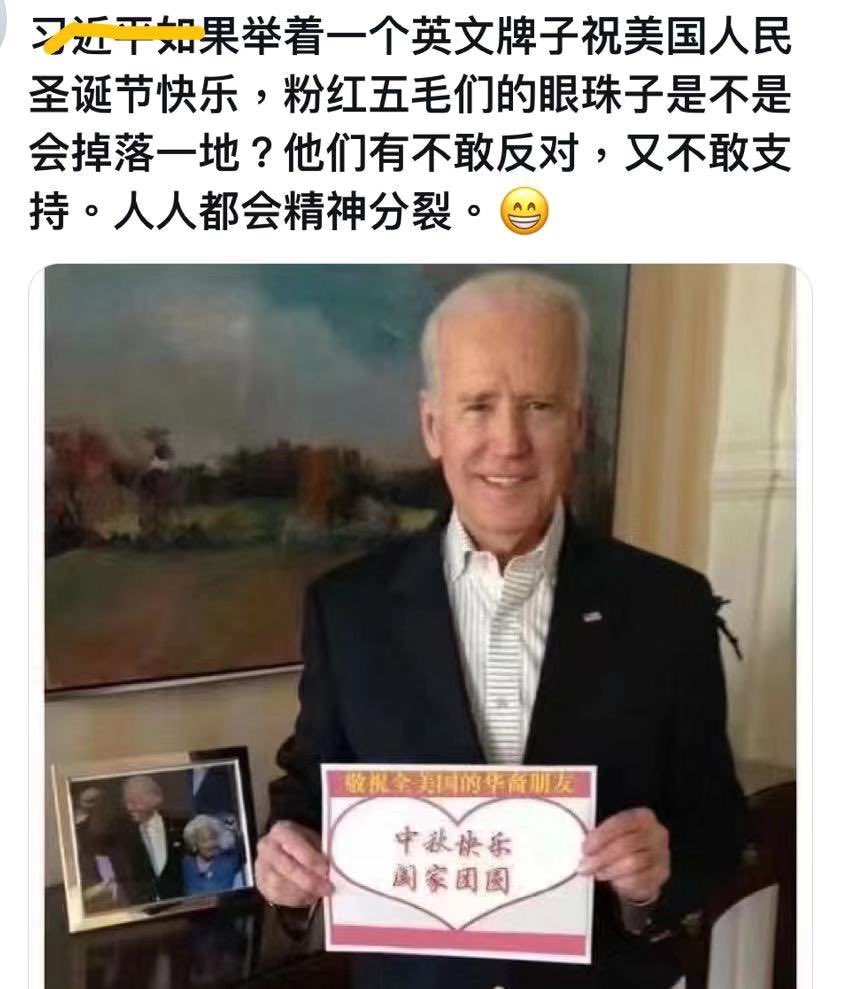 习近平如果举着一个英文牌子祝美国人民
圣诞节快乐，粉红五毛们的眼珠子是不是
会掉落一地？他们有不敢反对，又不敢支
持。人人都会精神分裂。😁
敬祝全美国的华裔朋友
中秋快乐
阖家团圆